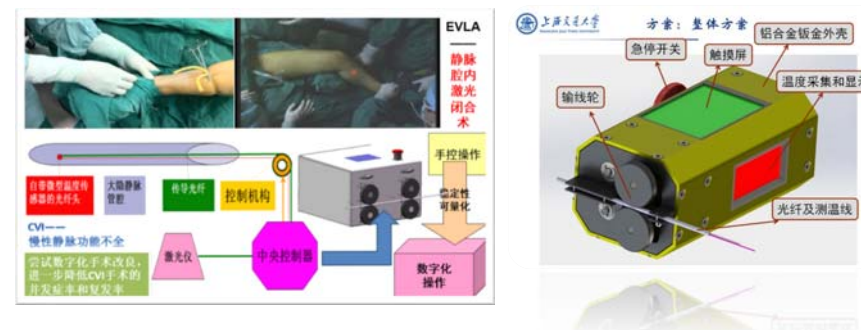 EVLA
——
静脉
腔内
激光
闭合
术
手控操作
自带微型温度传
感器的光纤头
大隐静脉
管腔
传导光纤
控制机构
稳定性
可量化
CVI——
慢性静脉功能不全
尝试数字化手术改良，
进一步降低CVI手术的
并发症率和复发率
激光仪
中央控制器
数字化
操作
上海交通大学
SHANGHAI JIAO TONG UNIVERSITY
方案：整体方案
急停开关
触摸屏
铝合金钣金外壳
输线轮
温度采集和显
光纤及测温线